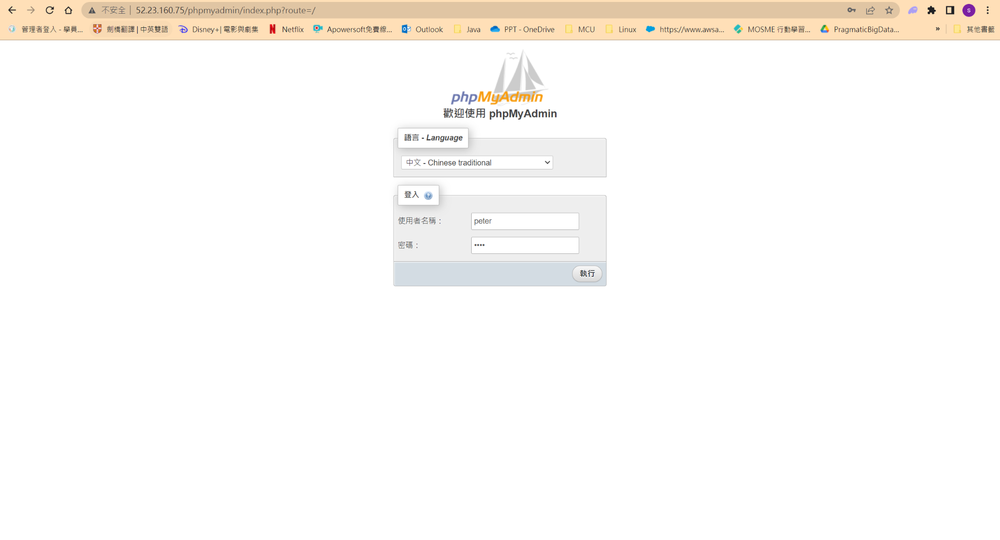 不安全 | 52.23.160.75/phpmyadmin/index.php?route=/
S
管理者登入 - 學員...
劍橋翻譯 | 中英雙語
Disney+ | 電影與劇集
Netflix
Apowersoft免費線...
Outlook
Java
PPT - OneDrive
MCU
Linux
https://www.awsa...
MOSME 行動學習...
PragmaticBigData...
»
其他書籤
phpMyAdmin
歡迎使用 phpMyAdmin
語言 - Language
中文 - Chinese traditional
登入
使用者名稱：
peter
密碼：
••••
執行